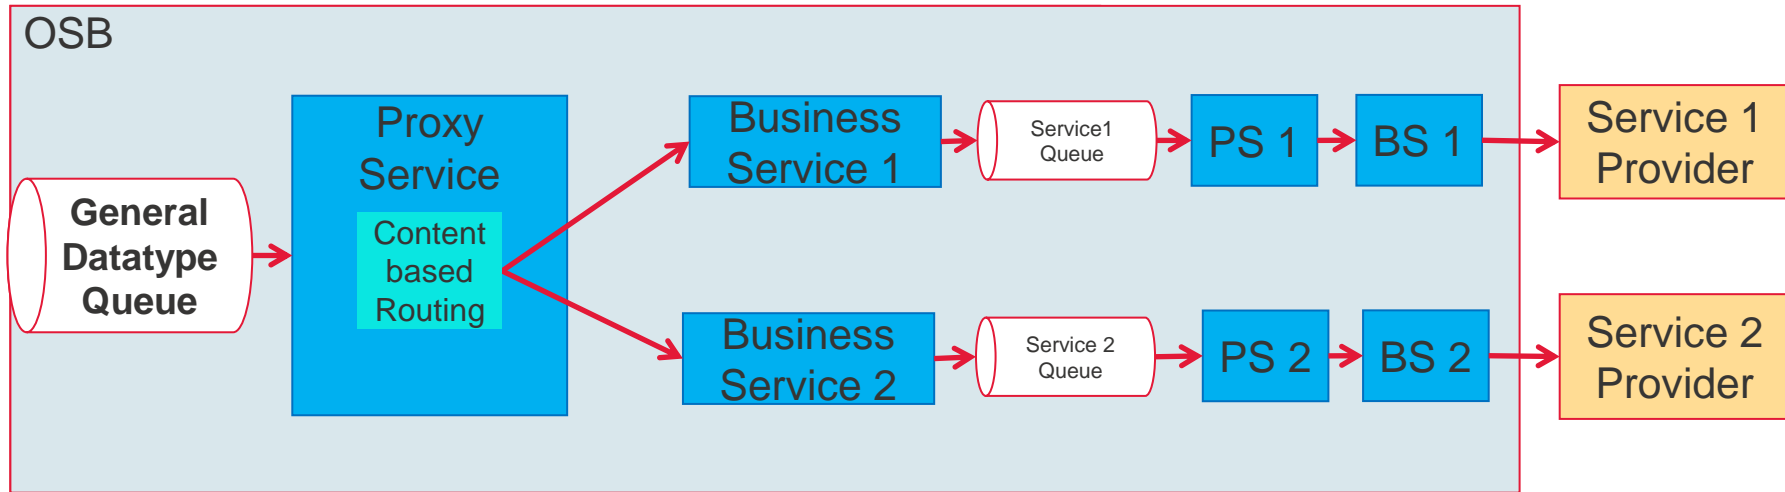 OSB
General
Datatype
Queue
Proxy
Service
Content
based
Routing
Business
Service 1
Service1
Queue
PS 1
BS 1
Service 1
Provider
Business
Service 2
Service 2
Queue
PS 2
BS 2
Service 2
Provider